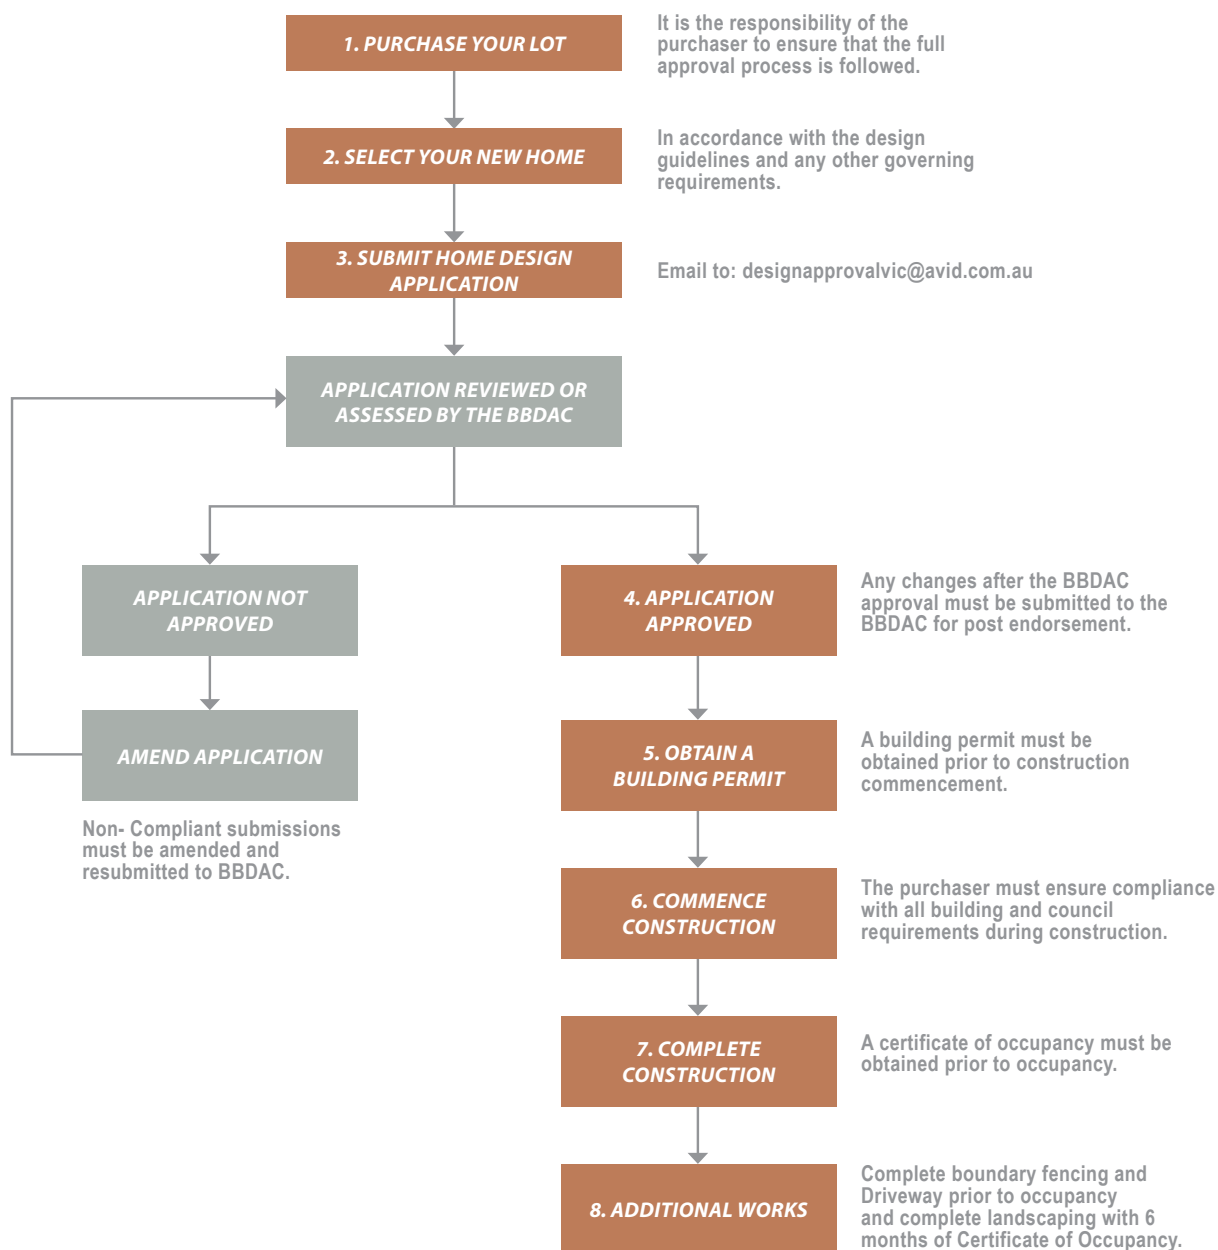 1. PURCHASE YOUR LOT
It is the responsibility of the
purchaser to ensure that the full
approval process is followed.
2. SELECT YOUR NEW HOME
In accordance with the design
guidelines and any other governing
requirements.
3. SUBMIT HOME DESIGN
APPLICATION
Email to: designapprovalvic@avid.com.au
APPLICATION REVIEWED OR
ASSESSED BY THE BBDAC
APPLICATION NOT
APPROVED
AMEND APPLICATION
Non- Compliant submissions
must be amended and
resubmitted to BBDAC.
4. APPLICATION
APPROVED
Any changes after the BBDAC
approval must be submitted to the
BBDAC for post endorsement.
5. OBTAIN A
BUILDING PERMIT
A building permit must be
obtained prior to construction
commencement.
6. COMMENCE
CONSTRUCTION
The purchaser must ensure compliance
with all building and council
requirements during construction.
7. COMPLETE
CONSTRUCTION
A certificate of occupancy must be
obtained prior to occupancy.
8. ADDITIONAL WORKS
Complete boundary fencing and
Driveway prior to occupancy
and complete landscaping with 6
months of Certificate of Occupancy.